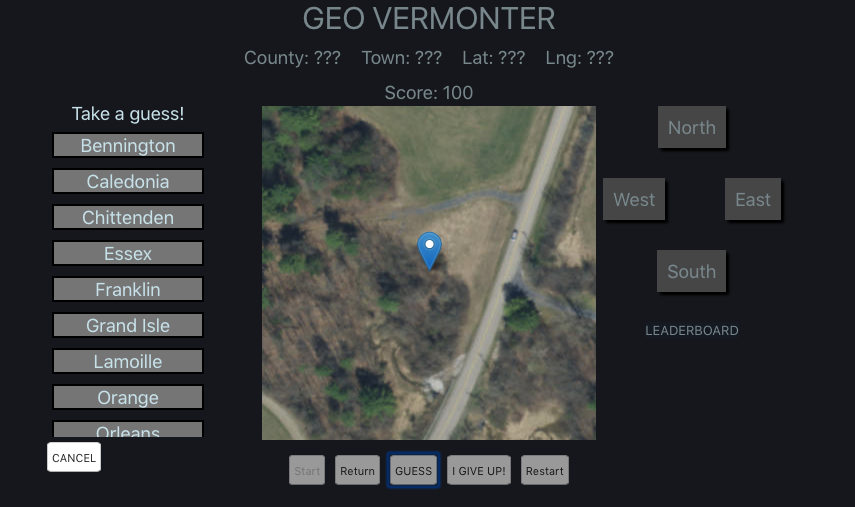 GEO VERMONTER
County: ??? Town: ??? Lat: ??? Lng: ???
Score: 100
Take a guess!
Bennington
Caledonia
Chittenden
Essex
Franklin
Grand Isle
Lamoille
Orange
Orleans
CANCEL
North
West East
South
LEADERBOARD
Start Return GUESS I GIVE UP! Restart